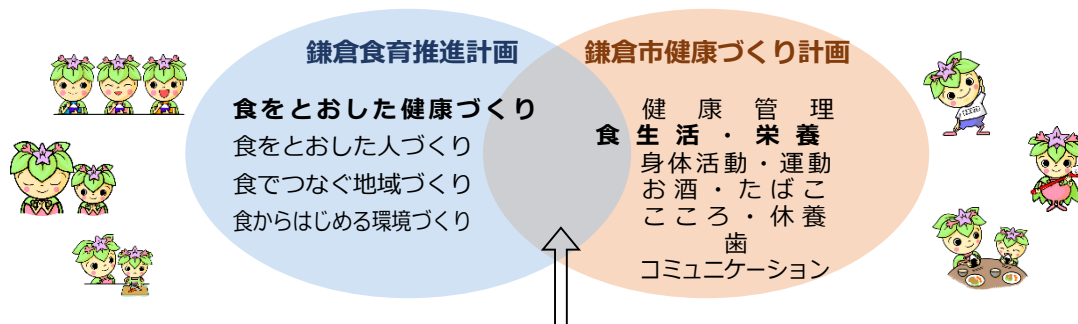 鎌倉食育推進計画
食をとおした健康づくり
食をとおした人づくり
食でつなぐ地域づくり
食からはじめる環境づくり
鎌倉市健康づくり計画
健康管理
食生活・栄養
身体活動・運動
お酒・たばこ
こころ・休養
歯
コミュニケーション